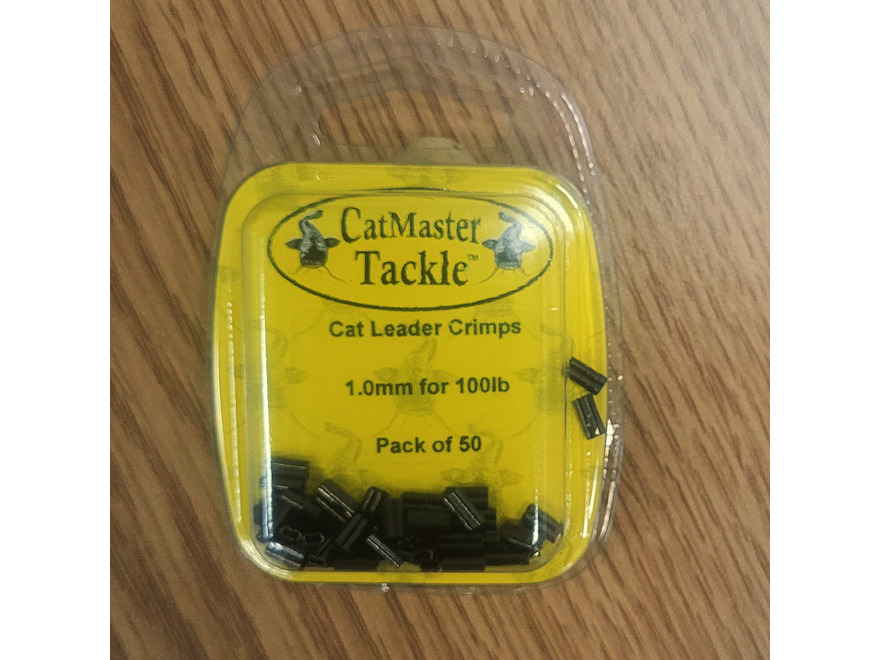 CatMaster
Tackle™
Cat Leader Crimps
1.0mm for 100lb
Pack of 50